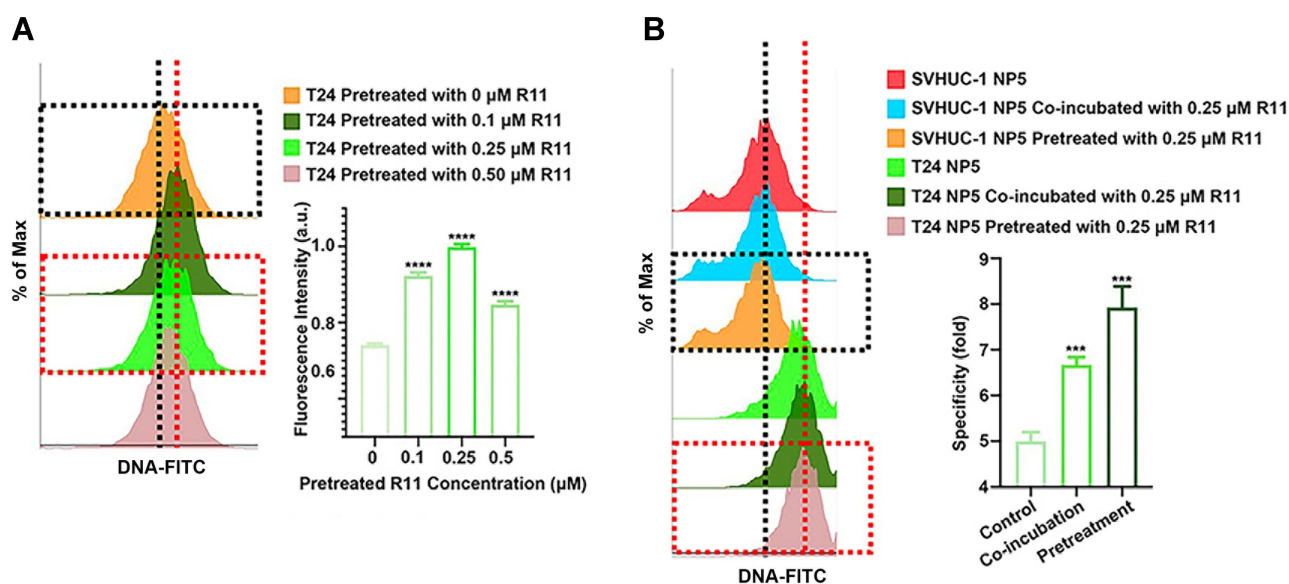 A
% of Max
DNA-FITC
T24 Pretreated with 0 μM R11
T24 Pretreated with 0.1 μM R11
T24 Pretreated with 0.25 μM R11
T24 Pretreated with 0.50 μM R11
Fluorescence Intensity (a.u.)
1.0
0.8
0.6
****
****
****
0
0.1
0.25
0.5
Pretreated R11 Concentration (μM)
B
% of Max
DNA-FITC
SVHUC-1 NP5
SVHUC-1 NP5 Co-incubated with 0.25 μM R11
SVHUC-1 NP5 Pretreated with 0.25 μM R11
T24 NP5
T24 NP5 Co-incubated with 0.25 μM R11
T24 NP5 Pretreated with 0.25 μM R11
Specificity (fold)
9
8
7
6
5
4
***
***
Control
Co-incubation
Pretreatment